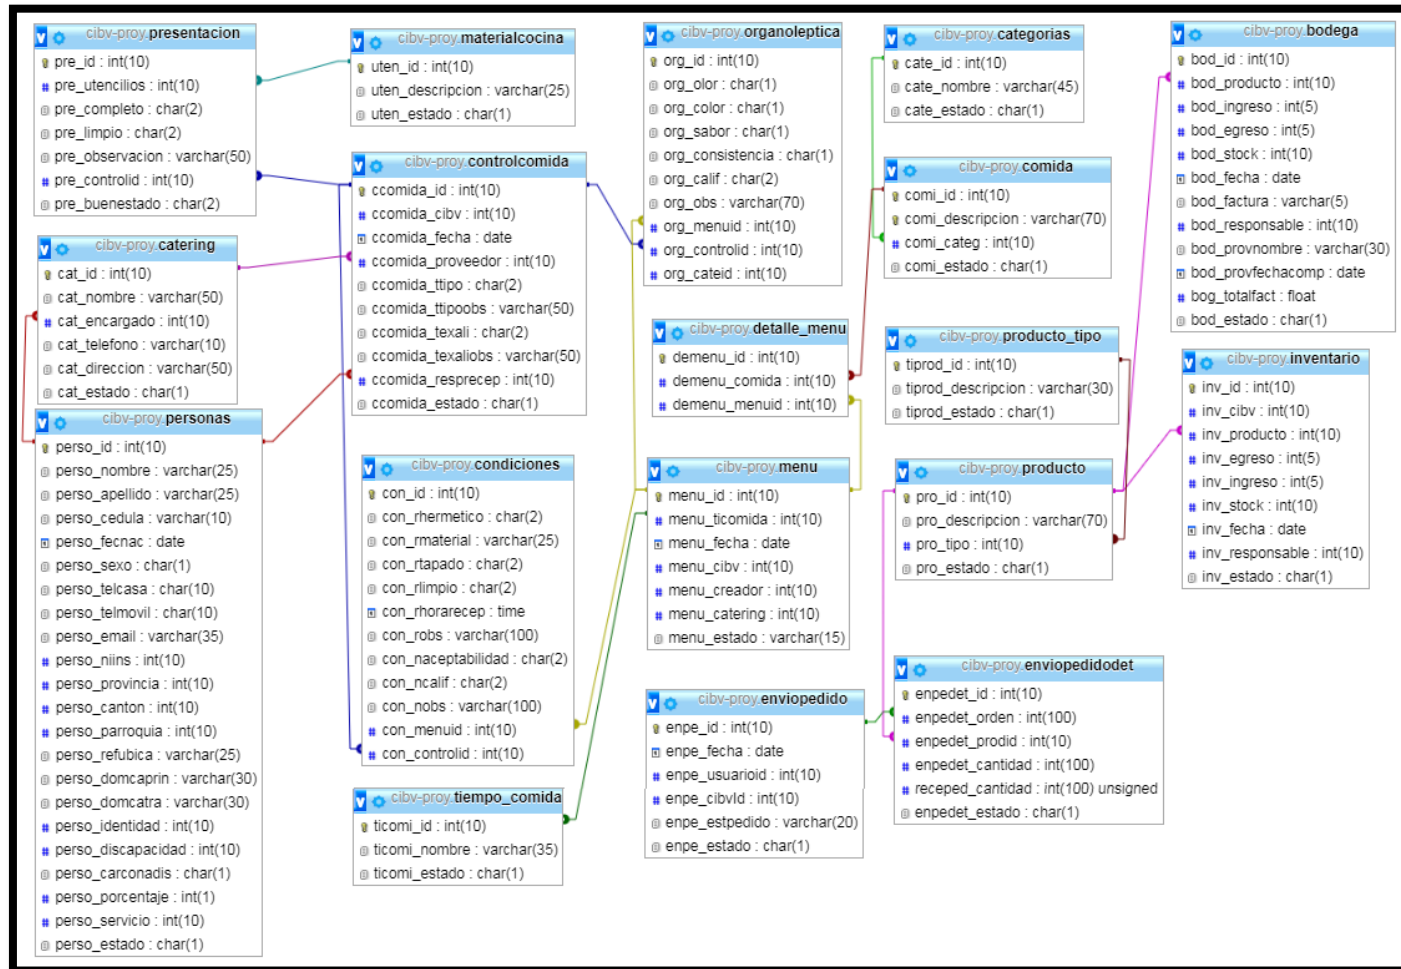 cibv-proy.presentacion
pre_id : int(10)
pre_utencilios : int(10)
pre_completo : char(2)
pre_limpio : char(2)
pre_observacion : varchar(50)
pre_controlid : int(10)
pre_buenestado : char(2)
cibv-proy.catering
cat_id : int(10)
cat_nombre : varchar(50)
cat_encargado : int(10)
cat_telefono : varchar(10)
cat_direccion : varchar(50)
cat_estado : char(1)
cibv-proy.personas
perso_id : int(10)
perso_nombre : varchar(25)
perso_apellido : varchar(25)
perso_cedula : varchar(10)
perso_fecnac : date
perso_sexo : char(1)
perso_telcasa : char(10)
perso_telmovil : char(10)
perso_email : varchar(35)
perso_niins : int(10)
perso_provincia : int(10)
perso_canton : int(10)
perso_parroquia : int(10)
perso_refubica : varchar(25)
perso_domcaprin : varchar(30)
perso_domcatra : varchar(30)
perso_identidad : int(10)
perso_discapacidad : int(10)
perso_carconadis : char(1)
perso_porcentaje : int(1)
perso_servicio : int(10)
perso_estado : char(1)
cibv-proy.materialcocina
uten_id : int(10)
uten_descripcion : varchar(25)
uten_estado : char(1)
cibv-proy.controlcomida
ccomida_id : int(10)
ccomida_cibv : int(10)
ccomida_fecha : date
ccomida_proveedor : int(10)
ccomida_ttipo : char(2)
ccomida_ttipoobs : varchar(50)
ccomida_texali : char(2)
ccomida_texaliobs : varchar(50)
ccomida_resprecep : int(10)
ccomida_estado : char(1)
cibv-proy.condiciones
con_id : int(10)
con_rhermetico : char(2)
con_rmaterial : varchar(25)
con_rtapado : char(2)
con_rlimpio : char(2)
con_rhorarecep : time
con_robs : varchar(100)
con_naceptabilidad : char(2)
con_ncalif : char(2)
con_nobs : varchar(100)
con_menuid : int(10)
con_controlid : int(10)
cibv-proy.tiempo_comida
ticomi_id : int(10)
ticomi_nombre : varchar(35)
ticomi_estado : char(1)
cibv-proy.organoleptica
org_id : int(10)
org_olor : char(1)
org_color : char(1)
org_sabor : char(1)
org_consistencia : char(1)
org_calif : char(2)
org_obs : varchar(70)
org_menuid : int(10)
org_controlid : int(10)
org_cateid : int(10)
cibv-proy.detalle_menu
demenu_id : int(10)
demenu_comida : int(10)
demenu_menuid : int(10)
cibv-proy.menu
menu_id : int(10)
menu_ticomida : int(10)
menu_fecha : date
menu_cibv : int(10)
menu_creador : int(10)
menu_catering : int(10)
menu_estado : varchar(15)
cibv-proy.enviopedido
enpe_id : int(10)
enpe_fecha : date
enpe_usuarioid : int(10)
enpe_cibvId : int(10)
enpe_estpedido : varchar(20)
enpe_estado : char(1)
cibv-proy.categorias
cate_id : int(10)
cate_nombre : varchar(45)
cate_estado : char(1)
cibv-proy.comida
comi_id : int(10)
comi_descripcion : varchar(70)
comi_categ : int(10)
comi_estado : char(1)
cibv-proy.producto_tipo
tiprod_id : int(10)
tiprod_descripcion : varchar(30)
tiprod_estado : char(1)
cibv-proy.producto
pro_id : int(10)
pro_descripcion : varchar(70)
pro_tipo : int(10)
pro_estado : char(1)
cibv-proy.enviopedidodet
enpedet_id : int(10)
enpedet_orden : int(100)
enpedet_prodid : int(10)
enpedet_cantidad : int(100)
receped_cantidad : int(100) unsigned
enpedet_estado : char(1)
cibv-proy.bodega
bod_id : int(10)
bod_producto : int(10)
bod_ingreso : int(5)
bod_egreso : int(5)
bod_stock : int(10)
bod_fecha : date
bod_factura : varchar(5)
bod_responsable : int(10)
bod_provnombre : varchar(30)
bod_provfechacomp : date
bog_totalfact : float
bod_estado : char(1)
cibv-proy.inventario
inv_id : int(10)
inv_cibv : int(10)
inv_producto : int(10)
inv_egreso : int(5)
inv_ingreso : int(5)
inv_stock : int(10)
inv_fecha : date
inv_responsable : int(10)
inv_estado : char(1)